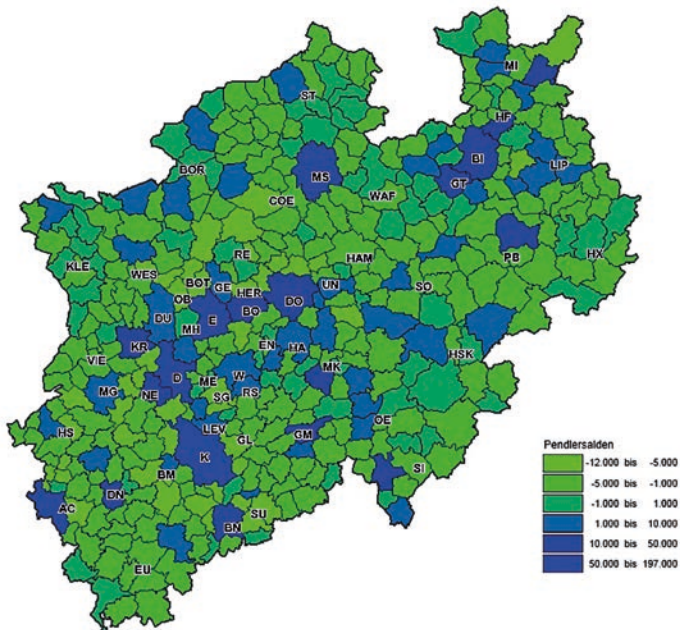 MI
ST
HF
BI
LIP
BOR
MS
GT
WAF
COE
PB
HX
KLE
RE
HAM
WES
BOT
GE
HER
UN
SO
OB
DO
DU
E
BO
MH
EN
HA
KR
HSK
VIE
D
MK
ME
W
MG
NE
SG
RS
OE
HS
LEV
GL
GM
K
BM
SI
DN
AC
SU
BN
EU
Pendlersalden
-12.000 bis -5.000
-5.000 bis -1.000
-1.000 bis 1.000
1.000 bis 10.000
10.000 bis 50.000
50.000 bis 197.000